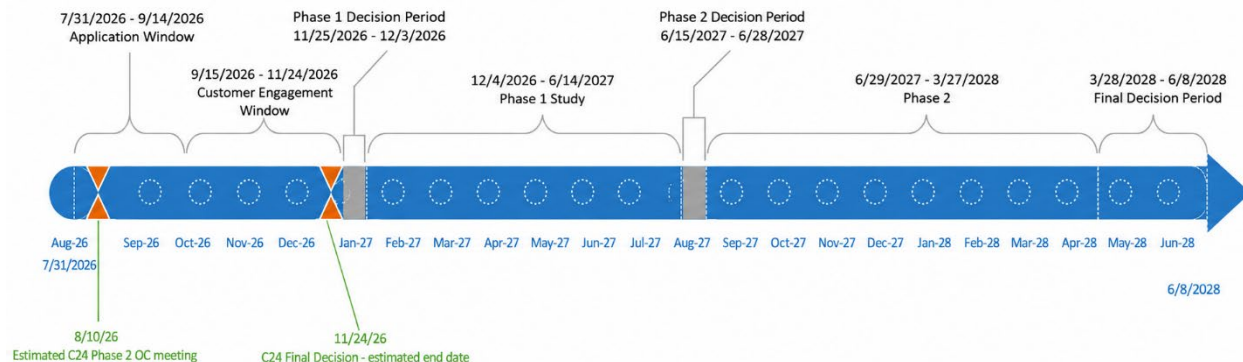 7/31/2026 - 9/14/2026
Application Window
9/15/2026 - 11/24/2026
Customer Engagement
Window
Phase 1 Decision Period
11/25/2026 - 12/3/2026
12/4/2026 - 6/14/2027
Phase 1 Study
Phase 2 Decision Period
6/15/2027 - 6/28/2027
6/29/2027 - 3/27/2028
Phase 2
3/28/2028 - 6/8/2028
Final Decision Period
Aug-26 Sep-26 Oct-26 Nov-26 Dec-26 Jan-27 Feb-27 Mar-27 Apr-27 May-27 Jun-27 Jul-27 Aug-27 Sep-27 Oct-27 Nov-27 Dec-27 Jan-28 Feb-28 Mar-28 Apr-28 May-28 Jun-28
7/31/2026
6/8/2028
8/10/26
Estimated C24 Phase 2 OC meeting
11/24/26
C24 Final Decision - estimated end date